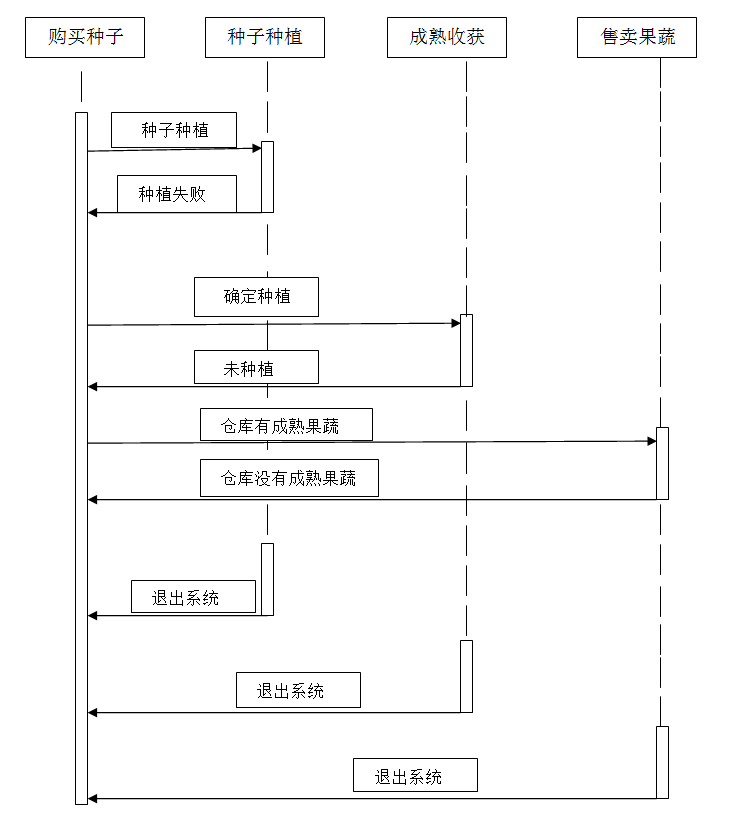 购买种子
种子种植
成熟收获
售卖果蔬
种子种植
种植失败
确定种植
未种植
仓库有成熟果蔬
仓库没有成熟果蔬
退出系统
退出系统
退出系统